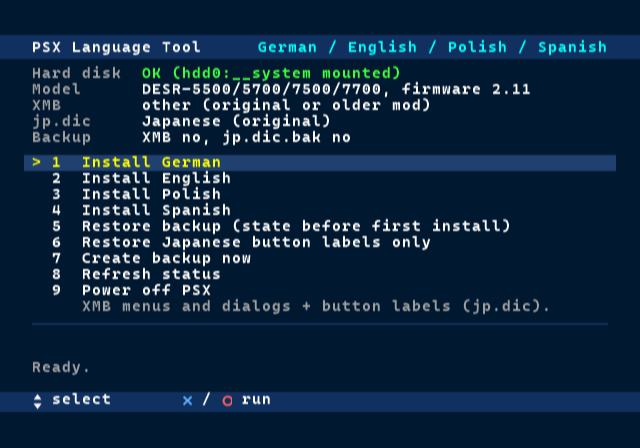 PSX Language Tool German / English / Polish / Spanish
Hard disk OK (hdd0:__system mounted)
Model DESR-5500/5700/7500/7700, firmware 2.11
XMB other (original or older mod)
jp.dic Japanese (original)
Backup XMB no, jp.dic.bak no
> 1 Install German
2 Install English
3 Install Polish
4 Install Spanish
5 Restore backup (state before first install)
6 Restore Japanese button labels only
7 Create backup now
8 Refresh status
9 Power off PSX
XMB menus and dialogs + button labels (jp.dic).
Ready.
select × / ○ run